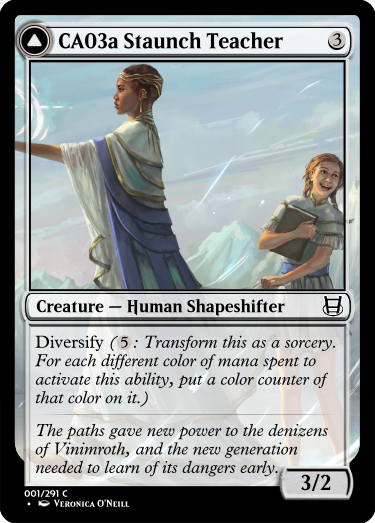 CA03a Staunch Teacher 3
Creature — Human Shapeshifter
Diversify (5: Transform this as a sorcery.
For each different color of mana spent to
activate this ability, put a color counter of
that color on it.)
The paths gave new power to the denizens
of Vinimroth, and the new generation
needed to learn of its dangers early.
3/2
001/291 C
• Veronica O'Neill